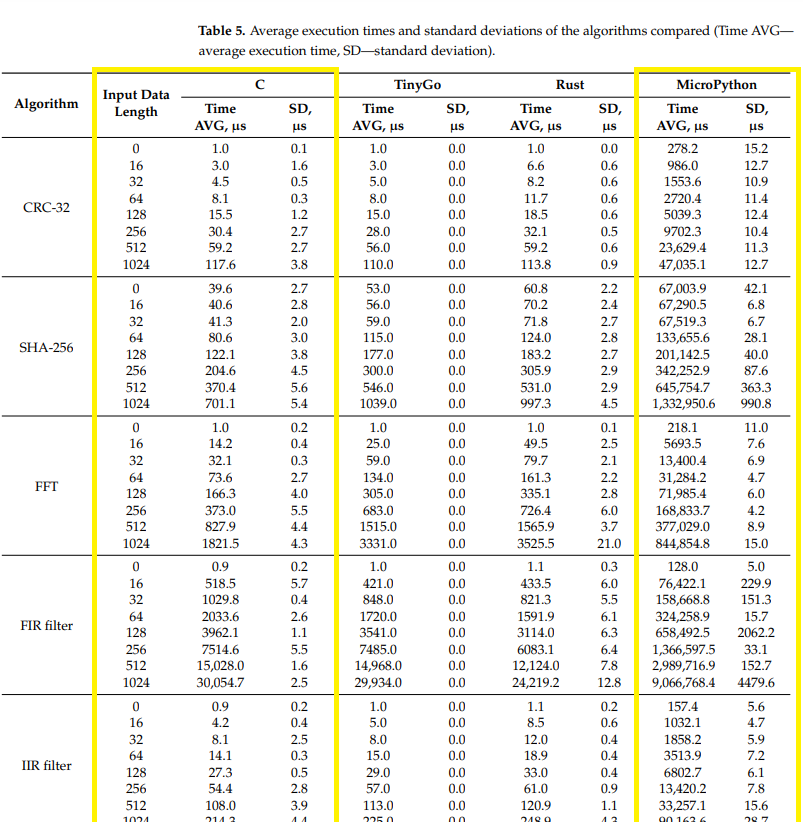 Table 5. Average execution times and standard deviations of the algorithms compared (Time AVG—
average execution time, SD—standard deviation).
Algorithm Input Data Length C TinyGo Rust MicroPython
Time AVG, µs SD, µs Time AVG, µs SD, µs Time AVG, µs SD, µs Time AVG, µs SD, µs
CRC-32
0 1.0 0.1 1.0 0.0 1.0 0.0 278.2 15.2
16 3.0 1.6 3.0 0.0 6.6 0.6 986.0 12.7
32 4.5 0.5 5.0 0.0 8.2 0.6 1553.6 10.9
64 8.1 0.3 8.0 0.0 11.7 0.6 2720.4 11.4
128 15.5 1.2 15.0 0.0 18.5 0.6 5039.3 12.4
256 30.4 2.7 28.0 0.0 32.1 0.5 9702.3 10.4
512 59.2 2.7 56.0 0.0 59.2 0.6 23,629.4 11.3
1024 117.6 3.8 110.0 0.0 113.8 0.9 47,035.1 12.7
SHA-256
0 39.6 2.7 53.0 0.0 60.8 2.2 67,003.9 42.1
16 40.6 2.8 56.0 0.0 70.2 2.4 67,290.5 6.8
32 41.3 2.0 59.0 0.0 71.8 2.7 67,519.3 6.7
64 80.6 3.0 115.0 0.0 124.0 2.8 133,655.6 28.1
128 122.1 3.8 177.0 0.0 183.2 2.7 201,142.5 40.0
256 204.6 4.5 300.0 0.0 305.9 2.9 342,252.9 87.6
512 370.4 5.6 546.0 0.0 531.0 2.9 645,754.7 363.3
1024 701.1 5.4 1039.0 0.0 997.3 4.5 1,332,950.6 990.8
FFT
0 1.0 0.2 1.0 0.0 1.0 0.1 218.1 11.0
16 14.2 0.4 25.0 0.0 49.5 2.5 5693.5 7.6
32 32.1 0.3 59.0 0.0 79.7 2.1 13,400.4 6.9
64 73.6 2.7 134.0 0.0 161.3 2.2 31,284.2 4.7
128 166.3 4.0 305.0 0.0 335.1 2.8 71,985.4 6.0
256 373.0 5.5 683.0 0.0 726.4 6.0 168,833.7 4.2
512 827.9 4.4 1515.0 0.0 1565.9 3.7 377,029.0 8.9
1024 1821.5 4.3 3331.0 0.0 3525.5 21.0 844,854.8 15.0
FIR filter
0 0.9 0.2 1.0 0.0 1.1 0.3 128.0 5.0
16 518.5 5.7 421.0 0.0 433.5 6.0 76,422.1 229.9
32 1029.8 0.4 848.0 0.0 821.3 5.5 158,668.9 151.3
64 2033.6 2.6 1720.0 0.0 1591.9 6.1 324,258.9 15.7
128 3962.1 1.1 3541.0 0.0 3114.0 6.3 658,492.5 2062.2
256 7514.6 5.5 7485.0 0.0 6083.1 6.4 1,366,597.5 33.1
512 15,028.0 1.6 14,968.0 0.0 12,124.0 7.8 2,989,716.9 152.7
1024 30,054.7 2.5 29,934.0 0.0 24,219.2 12.8 9,066,768.4 4479.6
IIR filter
0 0.9 0.2 1.0 0.0 1.1 0.2 157.4 5.6
16 4.2 0.4 5.0 0.0 8.5 0.6 1032.1 4.7
32 8.1 2.5 8.0 0.0 12.0 0.4 1858.2 5.9
64 14.1 0.3 15.0 0.0 18.9 0.4 3513.9 7.2
128 27.3 0.5 29.0 0.0 33.0 0.4 6802.7 6.1
256 54.4 2.8 57.0 0.0 61.0 0.9 13,420.2 7.8
512 108.0 3.9 113.0 0.0 120.9 1.1 33,257.1 15.6
1024 214.3 4.4 225.0 0.0 248.9 4.3 90,163.6 28.7